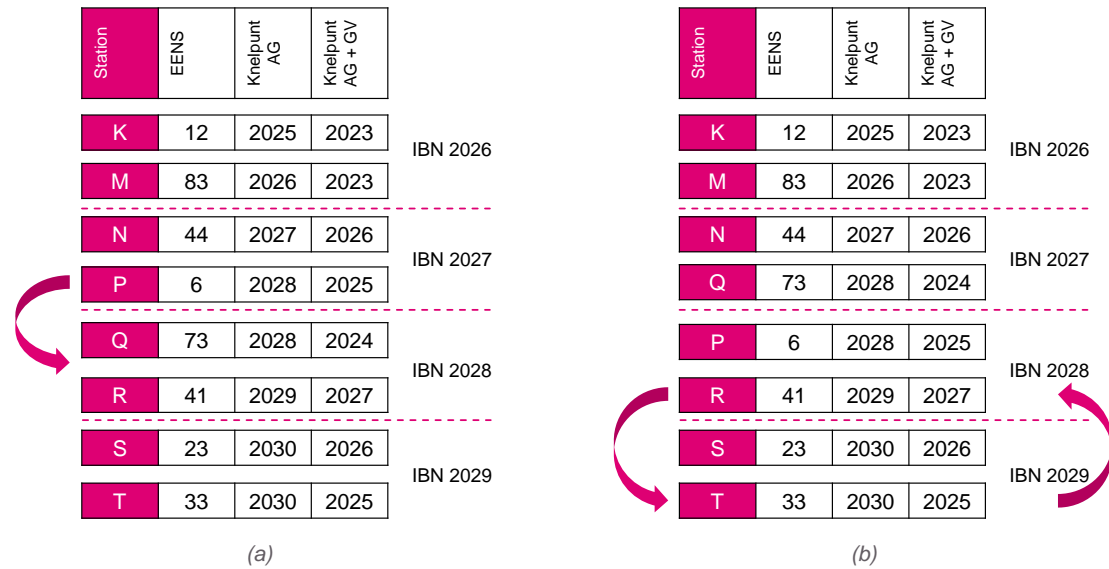 Station EENS Knelpunt AG Knelpunt AG + GV
K 12 2025 2023
IBN 2026
M 83 2026 2023
N 44 2027 2026
IBN 2027
P 6 2028 2025
Q 73 2028 2024
IBN 2028
R 41 2029 2027
S 23 2030 2026
IBN 2029
T 33 2030 2025
(a)
Station EENS Knelpunt AG Knelpunt AG + GV
K 12 2025 2023
IBN 2026
M 83 2026 2023
N 44 2027 2026
IBN 2027
Q 73 2028 2024
P 6 2028 2025
IBN 2028
R 41 2029 2027
S 23 2030 2026
IBN 2029
T 33 2030 2025
(b)